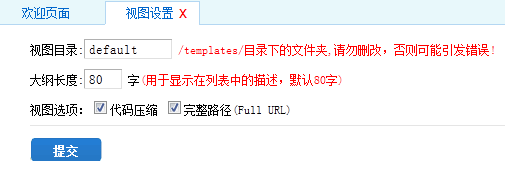 欢迎页面 视图设置 X
视图目录: default /templates/目录下的文件夹,请勿删改，否则可能引发错误!
大纲长度: 80 字(用于显示在列表中的描述，默认80字)
视图选项： 代码压缩 完整路径(Full URL)
提交